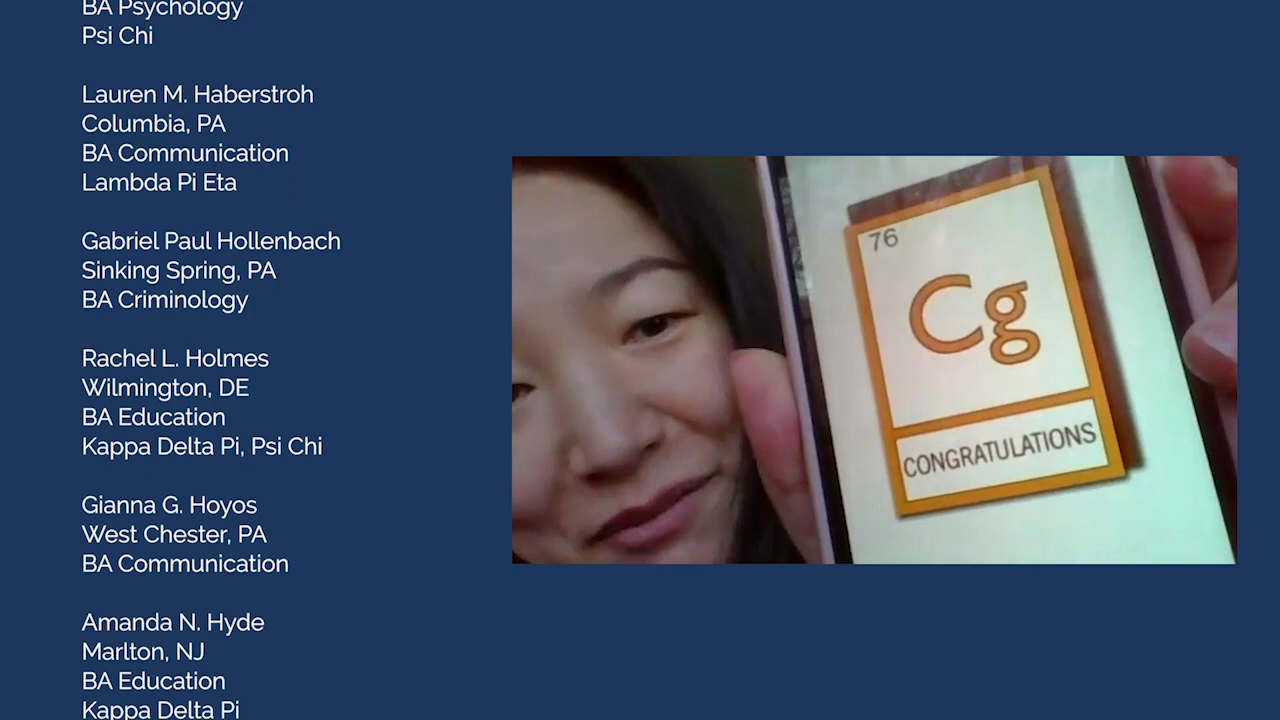 BA Psychology
Psi Chi
Lauren M. Haberstroh
Columbia, PA
BA Communication
Lambda Pi Eta
Gabriel Paul Hollenbach
Sinking Spring, PA
BA Criminology
Rachel L. Holmes
Wilmington, DE
BA Education
Kappa Delta Pi, Psi Chi
Gianna G. Hoyos
West Chester, PA
BA Communication
Amanda N. Hyde
Marlton, NJ
BA Education
Kappa Delta Pi
76
Cg
CONGRATULATIONS